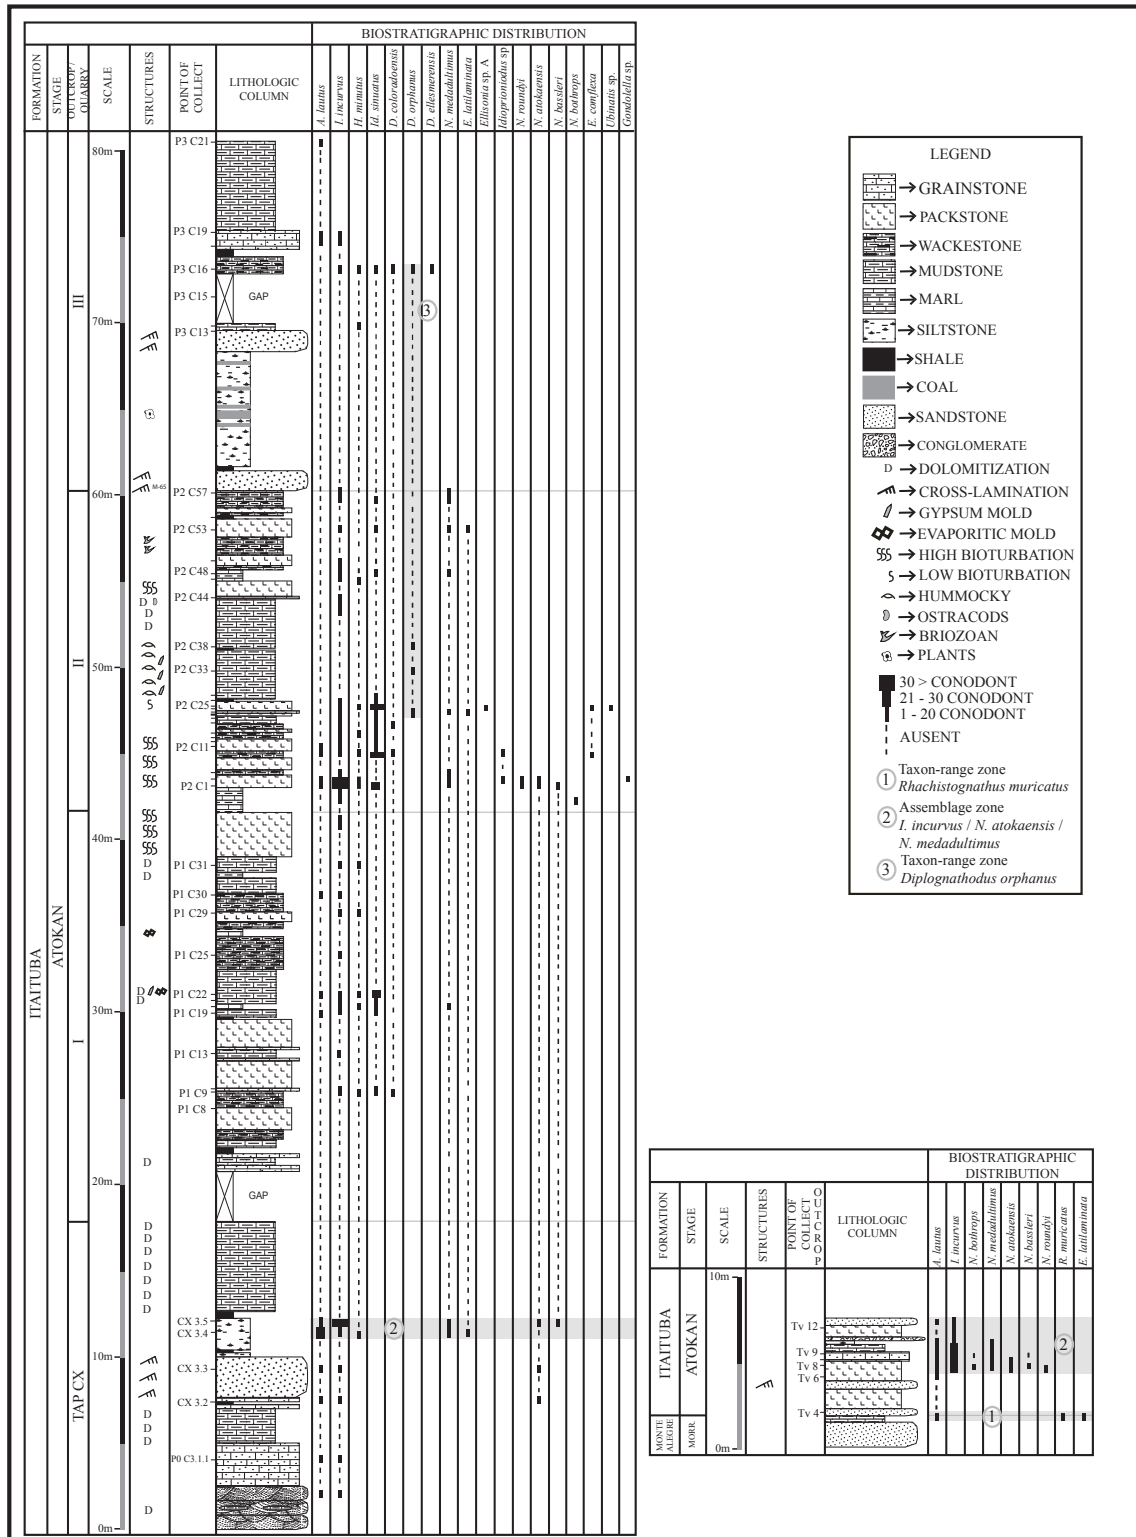 BIOSTRATIGRAPHIC DISTRIBUTION
FORMATION
STAGE
OUTCROP/
QUARRY
SCALE
STRUCTURES
POINT OF
COLLECT
LITHOLOGIC
COLUMN
A. lautus
I. incurvus
H. minutus
Id. sinuatus
D. coloradoensis
D. orphanus
D. ellesmerensis
N. medadultimus
E. latilaminata
Ellisonia sp. A
Idioprioniodus sp
N. roundyi
N. atokaensis
N. bassleri
N. bothrops
E. comflexa
Ubinatis sp.
Gondolella sp.
ITAITUBA
ATOKAN
III
II
I
TAP CX
80m
70m
60m
50m
40m
30m
20m
10m
0m
P3 C21
P3 C19
P3 C16
P3 C15
GAP
P3 C13
3
M-65
P2 C57
P2 C53
P2 C48
P2 C44
D
D
D
P2 C38
P2 C33
P2 C25
P2 C11
P2 C1
D
P1 C31
D
P1 C30
P1 C29
P1 C25
D
P1 C22
D
P1 C19
P1 C13
P1 C9
P1 C8
D
GAP
D
D
D
D
D
D
D
CX 3.5
CX 3.4
2
CX 3.3
CX 3.2
D
D
D
P0 C3.1.1
D
LEGEND
GRAINSTONE
PACKSTONE
WACKESTONE
MUDSTONE
MARL
SILTSTONE
SHALE
COAL
SANDSTONE
CONGLOMERATE
D DOLOMITIZATION
CROSS-LAMINATION
GYPSUM MOLD
EVAPORITIC MOLD
HIGH BIOTURBATION
LOW BIOTURBATION
HUMMOCKY
OSTRACODS
BRIOZOAN
PLANTS
30 > CONODONT
21 - 30 CONODONT
1 - 20 CONODONT
AUSENT
1 Taxon-range zone
Rhachistognathus muricatus
2 Assemblage zone
I. incurvus / N. atokaensis /
N. medadultimus
3 Taxon-range zone
Diplognathodus orphanus
BIOSTRATIGRAPHIC
DISTRIBUTION
FORMATION
STAGE
SCALE
STRUCTURES
POINT OF
COLLECT
OUTCROP
LITHOLOGIC
COLUMN
A. lautus
I. incurvus
N. bothrops
N. medadultimus
N. atokaensis
N. bassleri
N. roundyi
R. muricatus
E. latilaminata
ITAITUBA
ATOKAN
MONTE
ALEGRE
MORR.
10m
0m
Tv 12
Tv 9
Tv 8
Tv 6
Tv 4
2
1